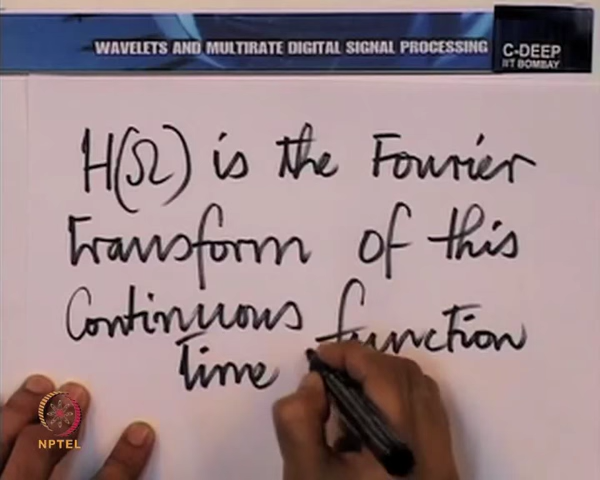 WAVELETS AND MULTIRATE DIGITAL SIGNAL PROCESSING
C-DEEP
IIT BOMBAY
H(Ω) is the Fourier
Transform of this
Continuous function
Time
NPTEL